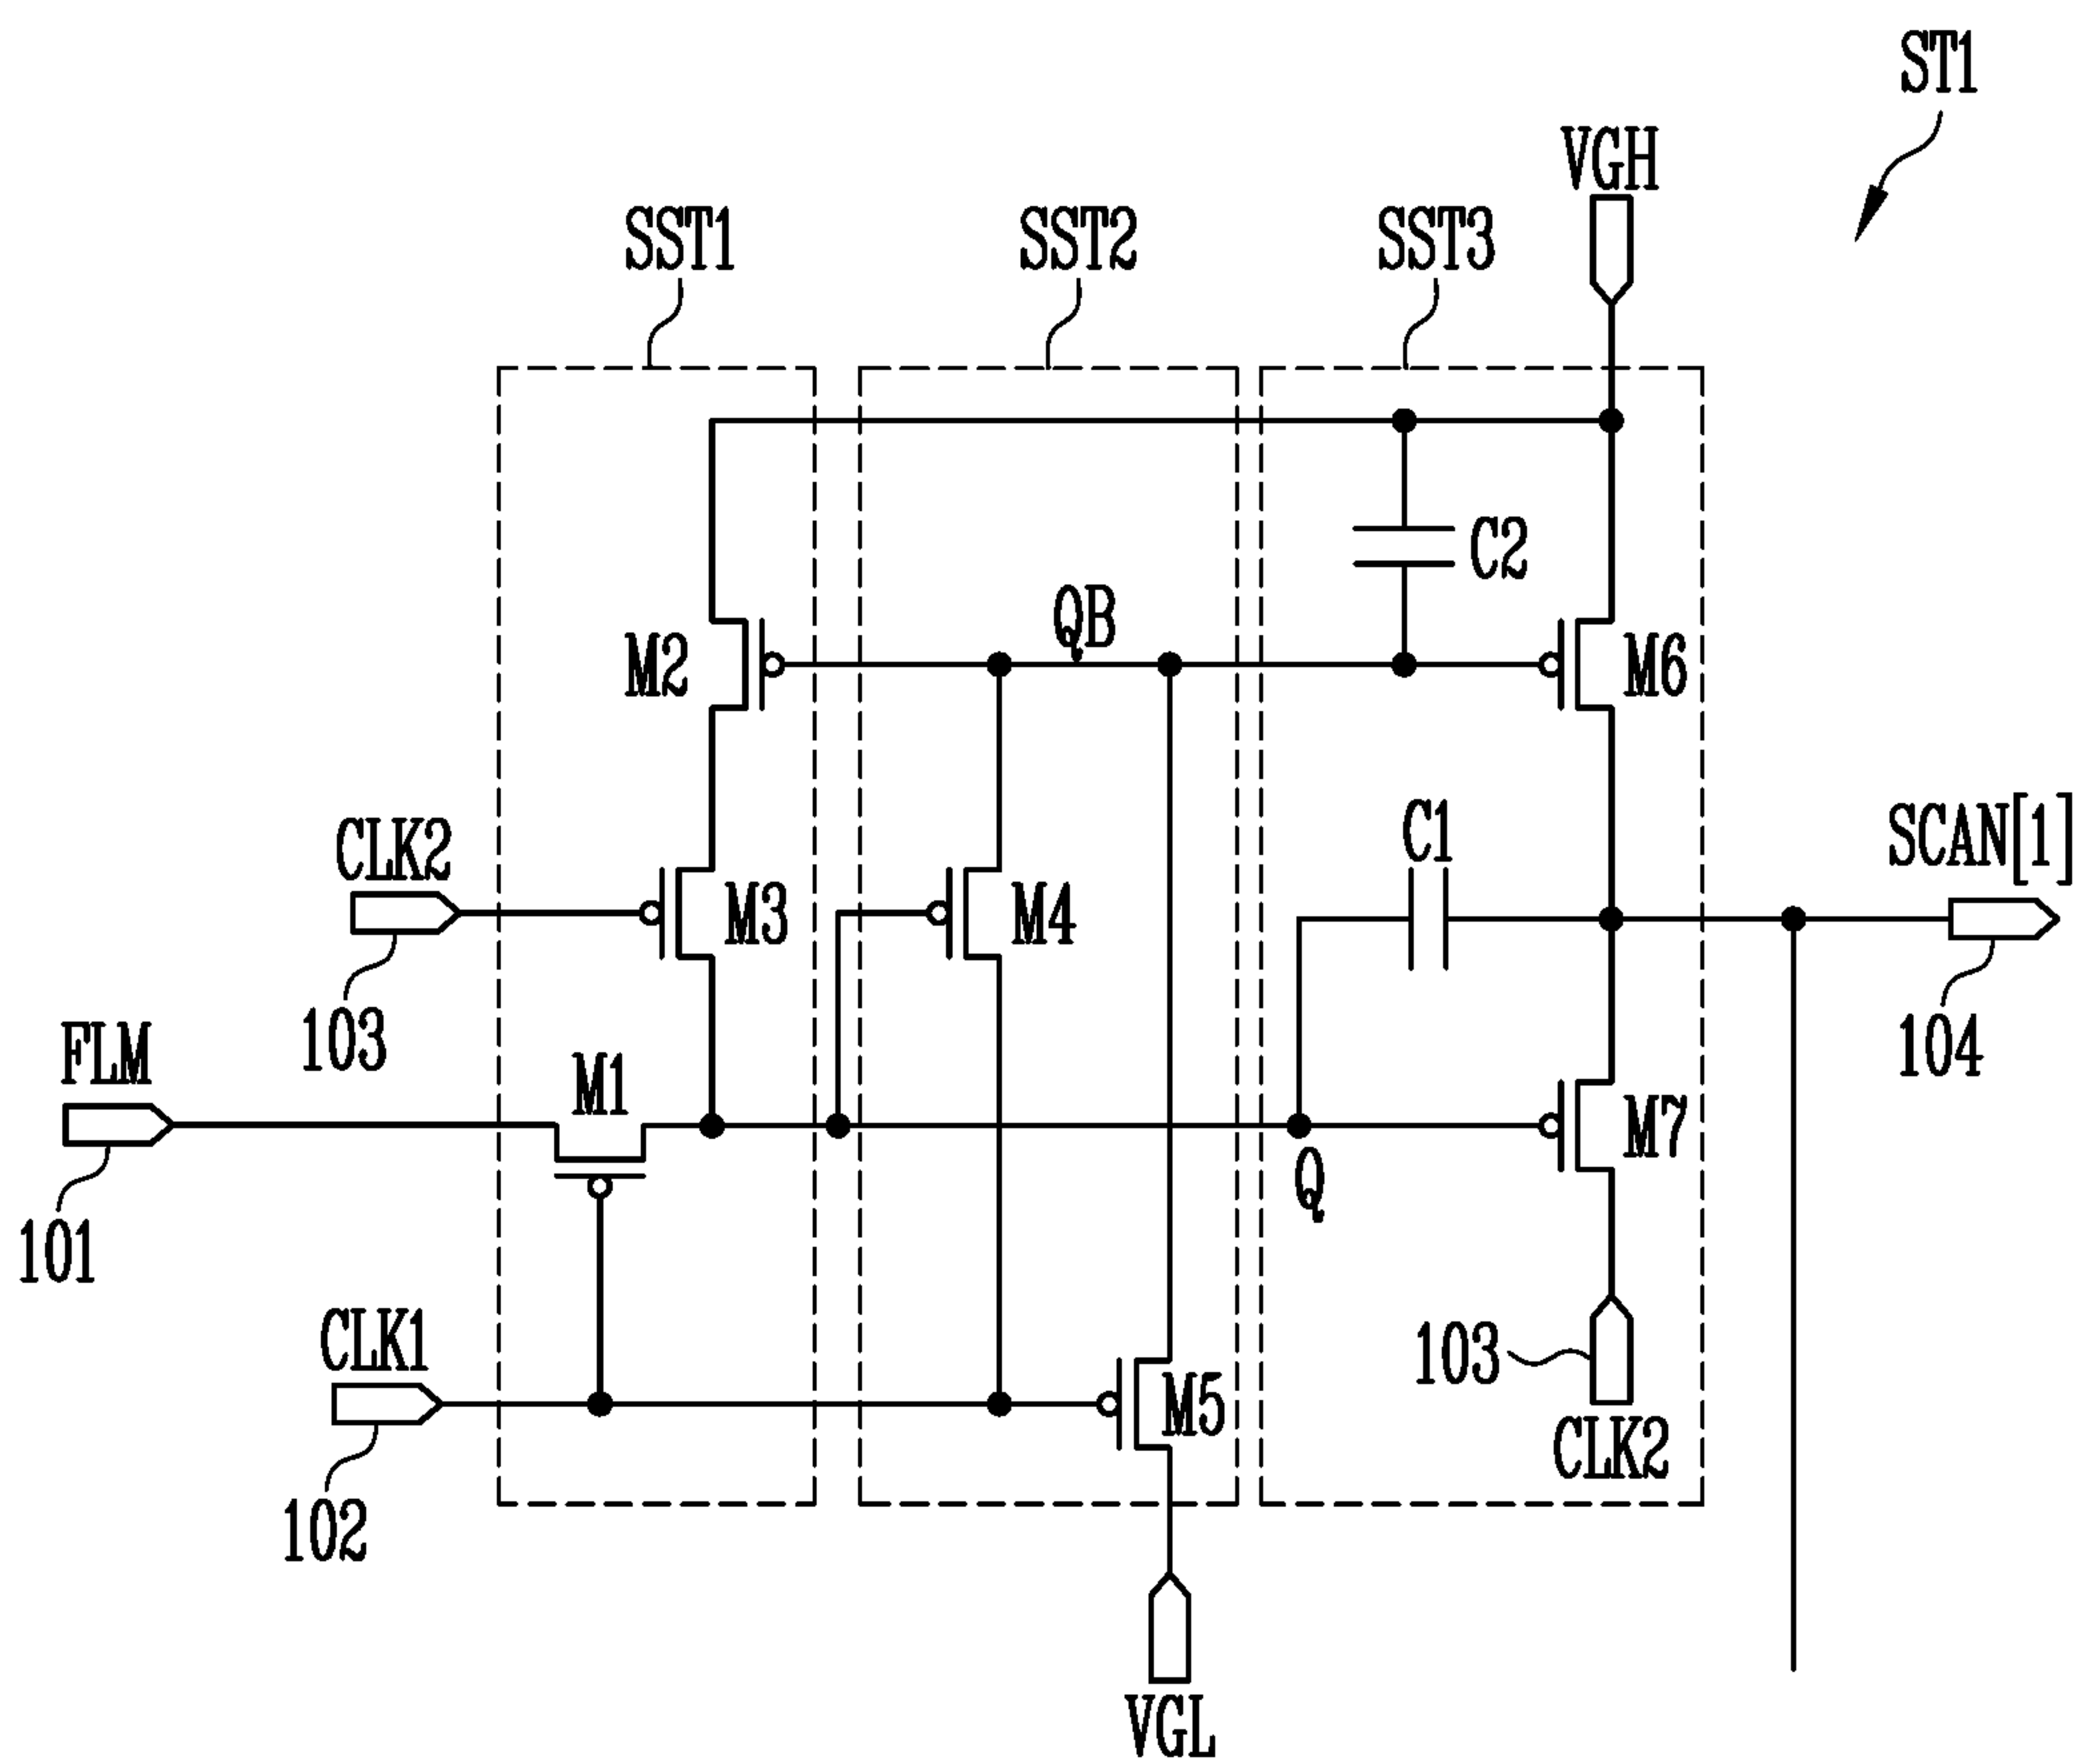 ST1
VGH
SST1
SST2
SST3
C2
QB
M2
M6
CLK2
C1
SCAN[1]
M3
M4
103
104
FLM
M1
M7
Q
101
CLK1
103
M5
CLK2
102
VGL